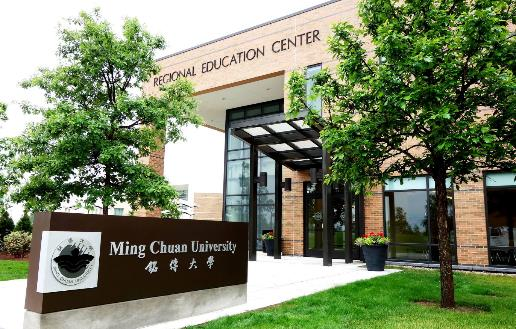 REGIONAL EDUCATION CENTER
Ming Chuan University
銘傳大學